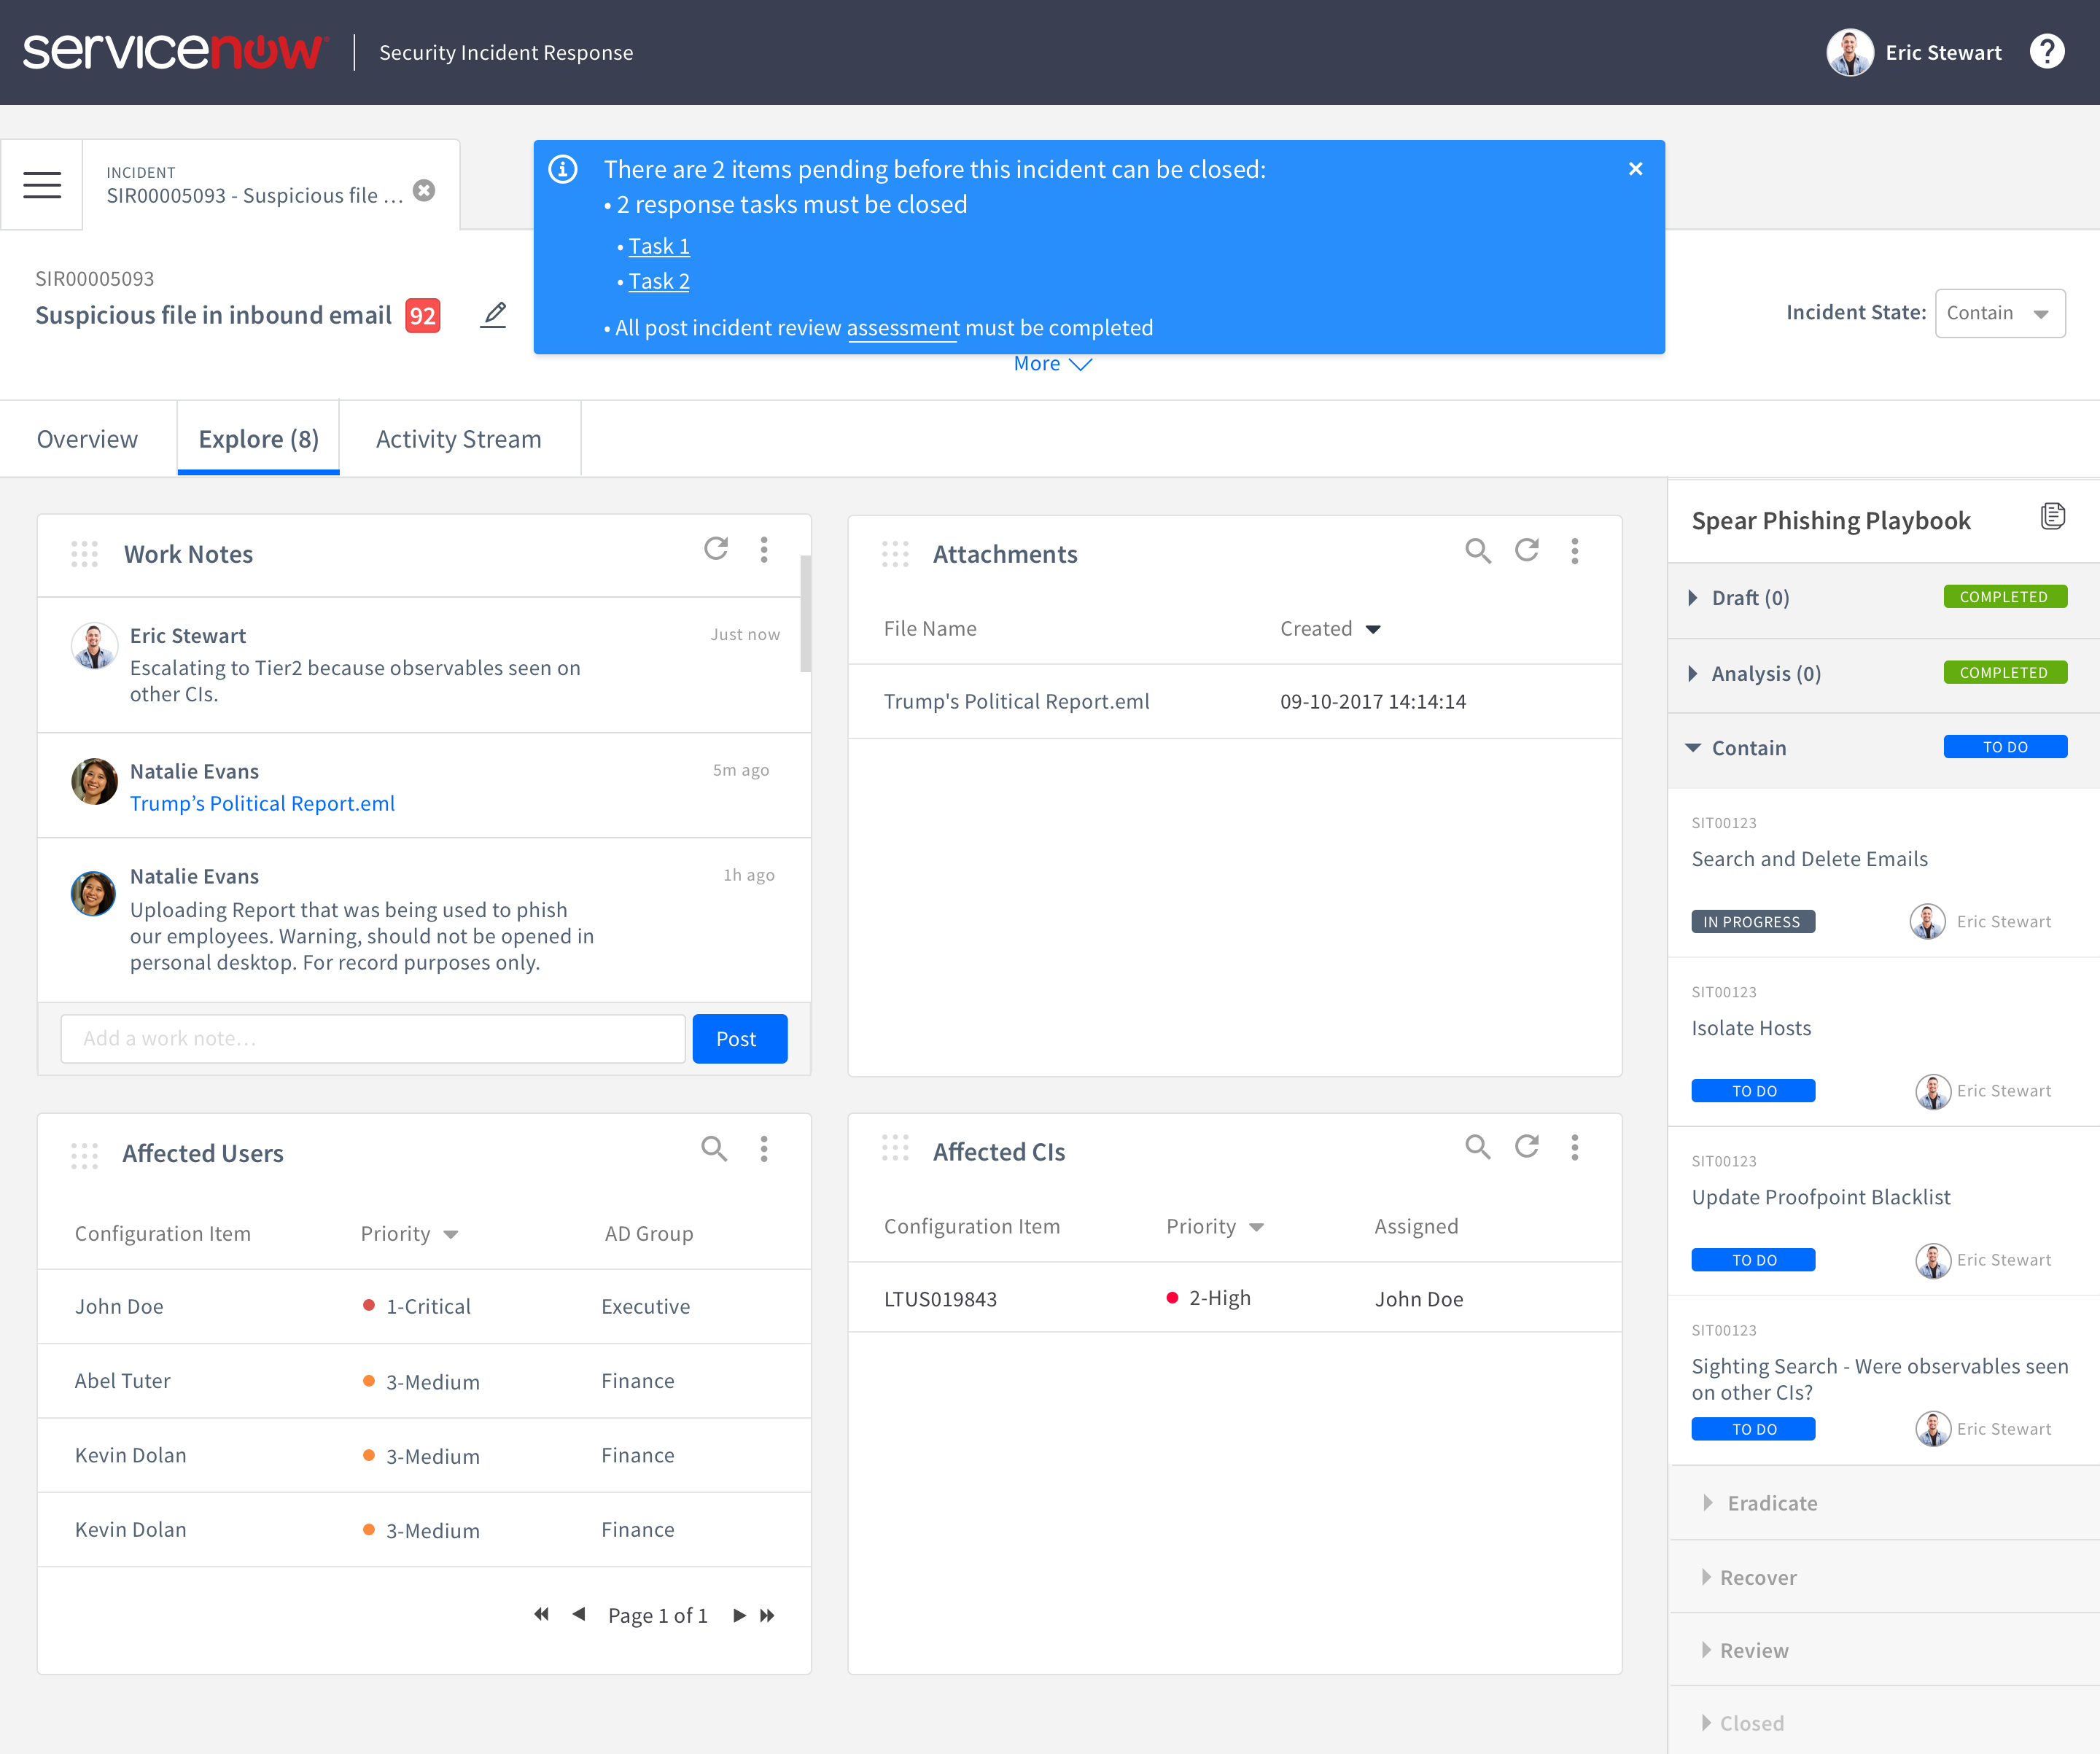 servicenow
Security Incident Response
Eric Stewart
INCIDENT
SIR00005093 - Suspicious file ...
There are 2 items pending before this incident can be closed:
• 2 response tasks must be closed
• Task 1
• Task 2
• All post incident review assessment must be completed
SIR00005093
Suspicious file in inbound email 92
Incident State: Contain
More
Overview
Explore (8)
Activity Stream
Work Notes
Eric Stewart
Just now
Escalating to Tier2 because observables seen on
other CIs.
Natalie Evans
5m ago
Trump’s Political Report.eml
Natalie Evans
1h ago
Uploading Report that was being used to phish
our employees. Warning, should not be opened in
personal desktop. For record purposes only.
Add a work note...
Post
Attachments
File Name Created
Trump's Political Report.eml 09-10-2017 14:14:14
Affected Users
Configuration Item Priority AD Group
John Doe 1-Critical Executive
Abel Tuter 3-Medium Finance
Kevin Dolan 3-Medium Finance
Kevin Dolan 3-Medium Finance
Page 1 of 1
Affected CIs
Configuration Item Priority Assigned
LTUS019843 2-High John Doe
Spear Phishing Playbook
Draft (0) COMPLETED
Analysis (0) COMPLETED
Contain TO DO
SIT00123
Search and Delete Emails
IN PROGRESS Eric Stewart
SIT00123
Isolate Hosts
TO DO Eric Stewart
SIT00123
Update Proofpoint Blacklist
TO DO Eric Stewart
SIT00123
Sighting Search - Were observables seen
on other CIs?
TO DO Eric Stewart
Eradicate
Recover
Review
Closed